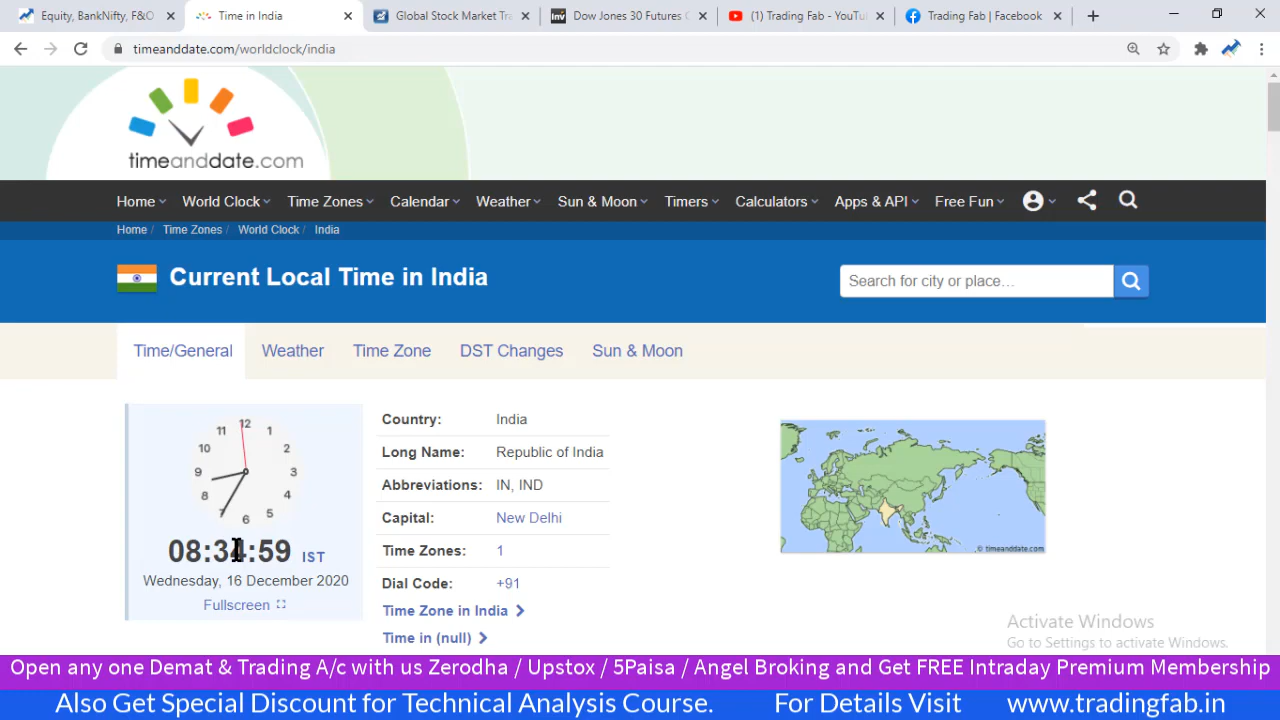 Equity, BankNifty, F&O
Time in India
Global Stock Market Tra
Inv Dow Jones 30 Futures C
(1) Trading Fab - YouTu
Trading Fab | Facebook
timeanddate.com/worldclock/india
timeanddate.com
Home World Clock Time Zones Calendar Weather Sun & Moon Timers Calculators Apps & API Free Fun
Home / Time Zones / World Clock / India
Current Local Time in India
Search for city or place...
Time/General Weather Time Zone DST Changes Sun & Moon
12 1 2 3 4 5 6 7 8 9 10 11
08:34:59 IST
Wednesday, 16 December 2020
Fullscreen
Country: India
Long Name: Republic of India
Abbreviations: IN, IND
Capital: New Delhi
Time Zones: 1
Dial Code: +91
Time Zone in India
Time in (null)
© timeanddate.com
Activate Windows
Go to Settings to activate Windows.
Open any one Demat & Trading A/c with us Zerodha / Upstox / 5Paisa / Angel Broking and Get FREE Intraday Premium Membership
Also Get Special Discount for Technical Analysis Course. For Details Visit www.tradingfab.in